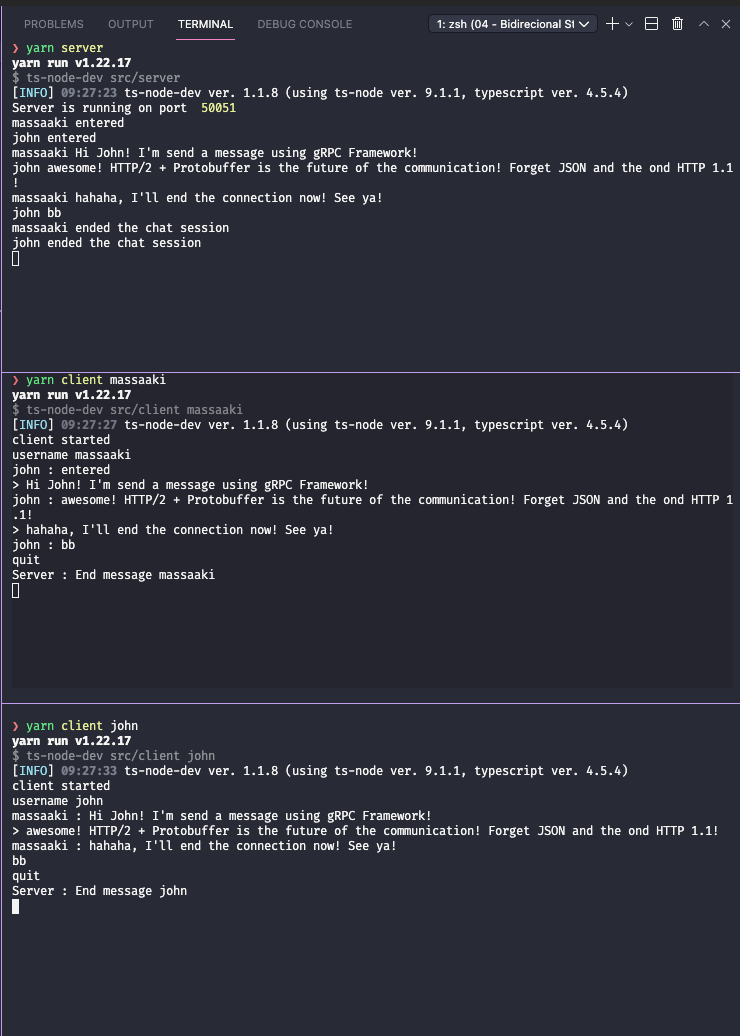 PROBLEMS OUTPUT TERMINAL DEBUG CONSOLE 1: zsh (04 - Bidirecional St
❯ yarn server
yarn run v1.22.17
$ ts-node-dev src/server
[INFO] 09:27:23 ts-node-dev ver. 1.1.8 (using ts-node ver. 9.1.1, typescript ver. 4.5.4)
Server is running on port  50051
massaaki entered
john entered
massaaki Hi John! I'm send a message using gRPC Framework!
john awesome! HTTP/2 + Protobuffer is the future of the communication! Forget JSON and the ond HTTP 1.1
!
massaaki hahaha, I'll end the connection now! See ya!
john bb
massaaki ended the chat session
john ended the chat session
❯ yarn client massaaki
yarn run v1.22.17
$ ts-node-dev src/client massaaki
[INFO] 09:27:27 ts-node-dev ver. 1.1.8 (using ts-node ver. 9.1.1, typescript ver. 4.5.4)
client started
username massaaki
john : entered
> Hi John! I'm send a message using gRPC Framework!
john : awesome! HTTP/2 + Protobuffer is the future of the communication! Forget JSON and the ond HTTP 1
.1!
> hahaha, I'll end the connection now! See ya!
john : bb
quit
Server : End message massaaki
❯ yarn client john
yarn run v1.22.17
$ ts-node-dev src/client john
[INFO] 09:27:33 ts-node-dev ver. 1.1.8 (using ts-node ver. 9.1.1, typescript ver. 4.5.4)
client started
username john
massaaki : Hi John! I'm send a message using gRPC Framework!
> awesome! HTTP/2 + Protobuffer is the future of the communication! Forget JSON and the ond HTTP 1.1!
massaaki : hahaha, I'll end the connection now! See ya!
bb
quit
Server : End message john